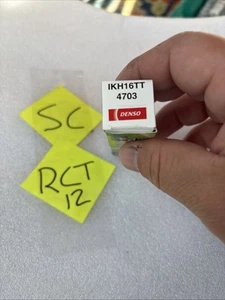 IKH16TT
4703
DENSO
SC
RCT
12